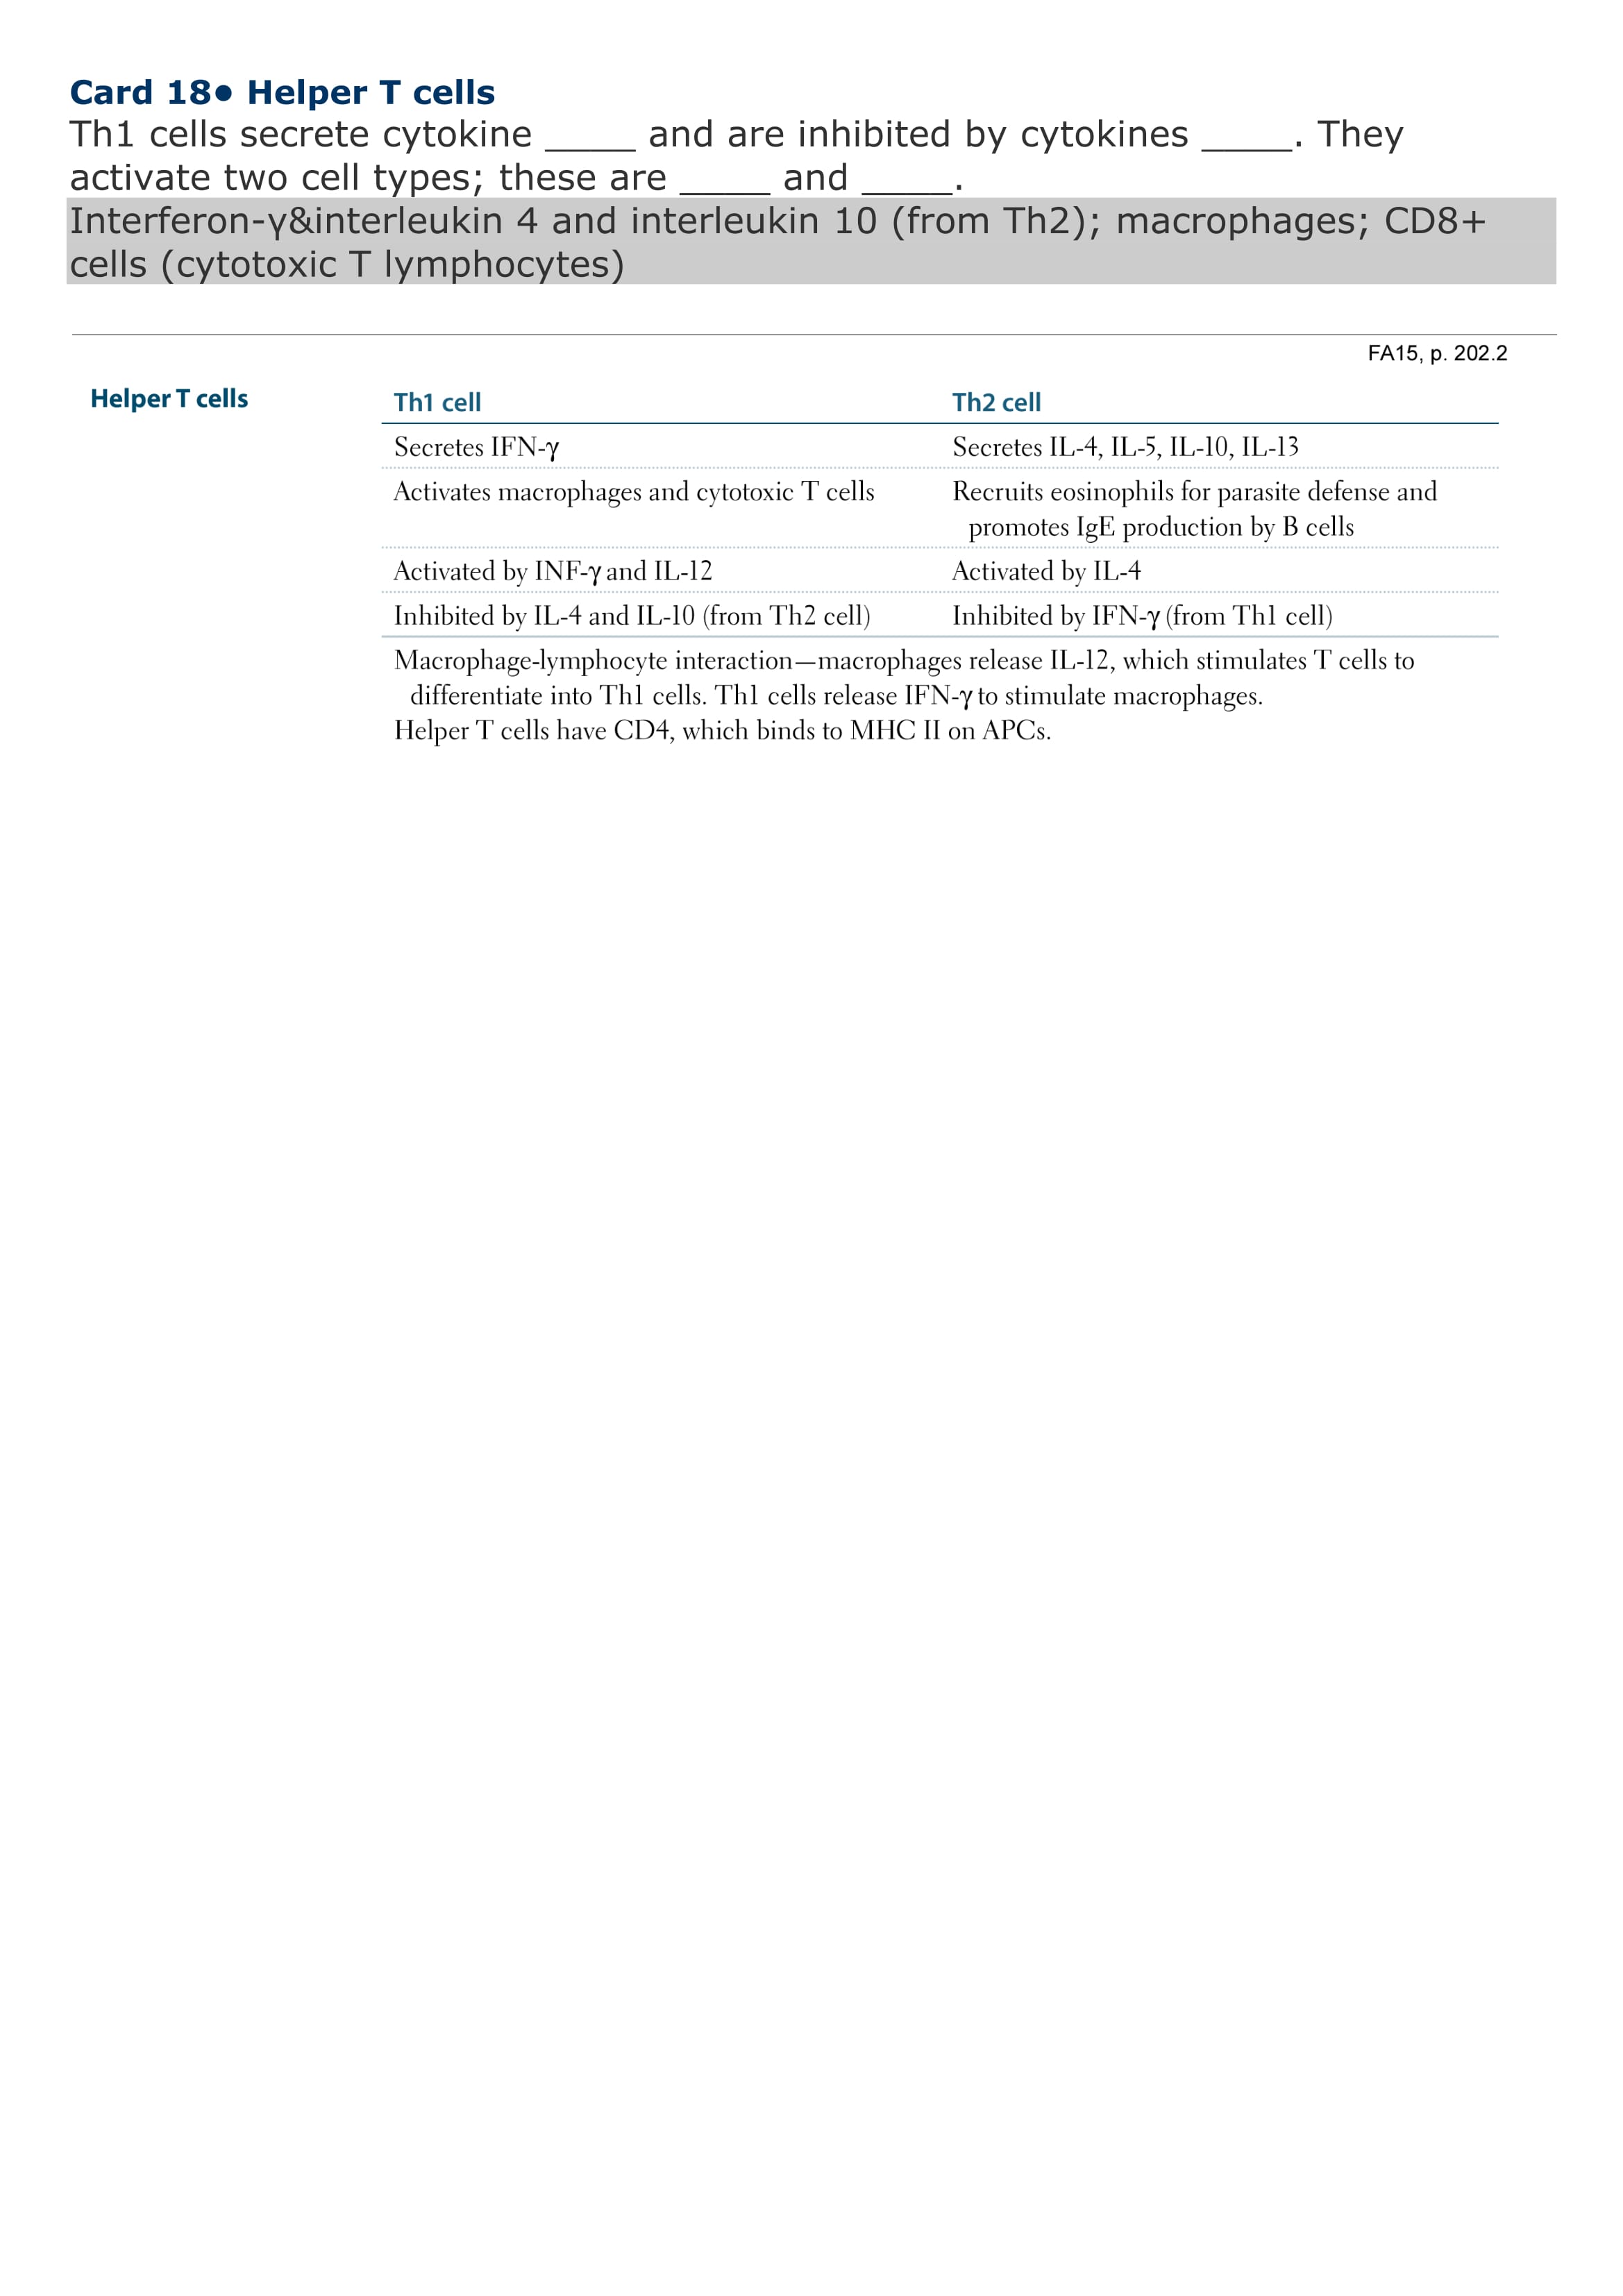 Card 18● Helper T cells
Th1 cells secrete cytokine _____ and are inhibited by cytokines _____. They
activate two cell types; these are _____ and _____.
Interferon-γ&interleukin 4 and interleukin 10 (from Th2); macrophages; CD8+
cells (cytotoxic T lymphocytes)
FA15, p. 202.2
Helper T cells
Th1 cell Th2 cell
Secretes IFN-γ Secretes IL-4, IL-5, IL-10, IL-13
Activates macrophages and cytotoxic T cells Recruits eosinophils for parasite defense and
promotes IgE production by B cells
Activated by INF-γ and IL-12 Activated by IL-4
Inhibited by IL-4 and IL-10 (from Th2 cell) Inhibited by IFN-γ (from Th1 cell)
Macrophage-lymphocyte interaction—macrophages release IL-12, which stimulates T cells to
differentiate into Th1 cells. Th1 cells release IFN-γ to stimulate macrophages.
Helper T cells have CD4, which binds to MHC II on APCs.